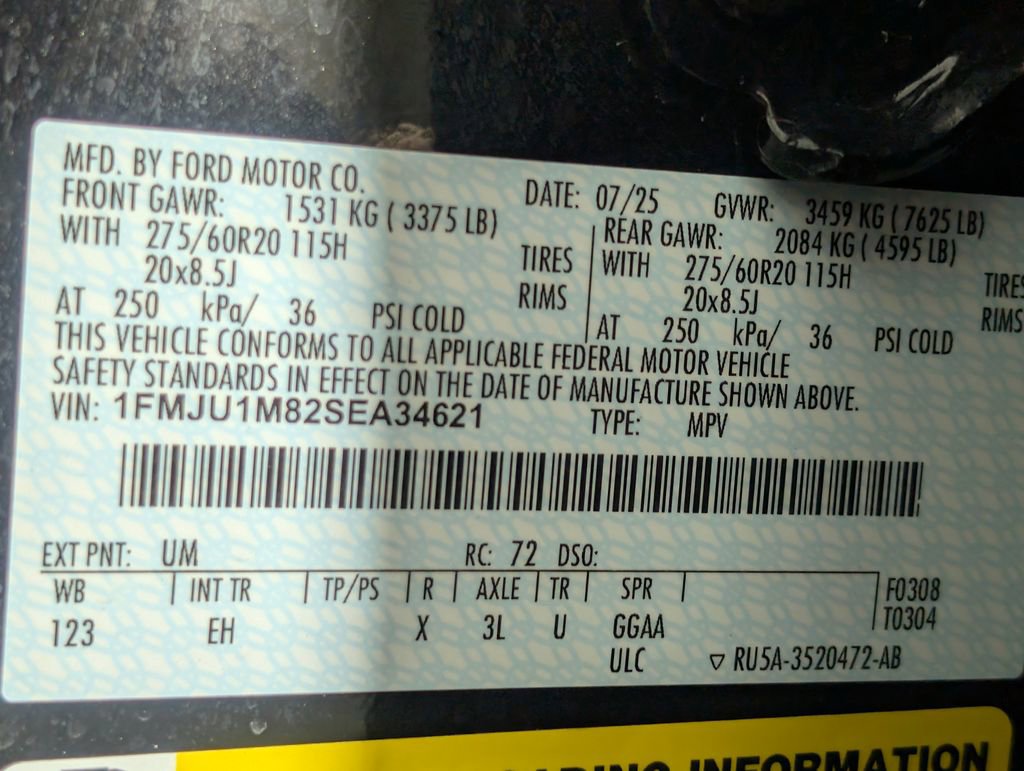 MFD. BY FORD MOTOR CO. DATE: 07/25 GVWR: 3459 KG ( 7625 LB)
FRONT GAWR: 1531 KG ( 3375 LB) REAR GAWR: 2084 KG ( 4595 LB)
WITH 275/60R20 115H TIRES WITH 275/60R20 115H TIRES
20x8.5J RIMS 20x8.5J RIMS
AT 250 kPa/ 36 PSI COLD AT 250 kPa/ 36 PSI COLD
THIS VEHICLE CONFORMS TO ALL APPLICABLE FEDERAL MOTOR VEHICLE
SAFETY STANDARDS IN EFFECT ON THE DATE OF MANUFACTURE SHOWN ABOVE.
VIN: 1FMJU1M82SEA34621 TYPE: MPV
EXT PNT: UM RC: 72 DSO:
WB INT TR TP/PS R AXLE TR SPR F0308
T0304
123 EH X 3L U GGAA
ULC ▽ RU5A-3520472-AB
INFORMATION